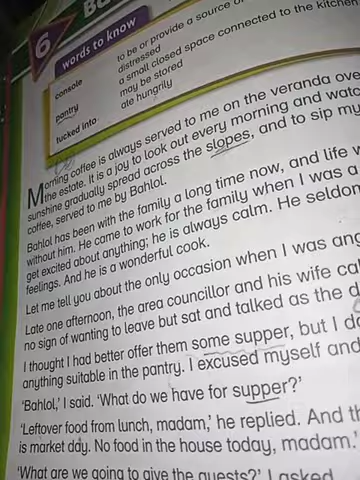 6
words to know
console
to be or provide a source
distressed
pantry
a small closed space connected to the kitchen
may be stored
tucked into
ate hungrily
Morning coffee is always served to me on the veranda
the estate. It is a joy to look out every morning and
sunshine gradually spread across the slopes, and to sip my
coffee, served to me by Bahlol.
Bahlol has been with the family a long time now, and life
without him. He came to work for the family when I was a
get excited about anything; he is always calm. He seldom
feelings. And he is a wonderful cook.
Let me tell you about the only occasion when I was
Late one afternoon, the area councillor and his wife
no sign of wanting to leave but sat and talked as the
I thought I had better offer them some supper, but I
anything suitable in the pantry. I excused myself and
'Bahlol,' I said. 'What do we have for supper?'
'Leftover food from lunch, madam,' he replied. And
is market day. No food in the house today, madam.'
'What are we going to give the guests?' I asked.